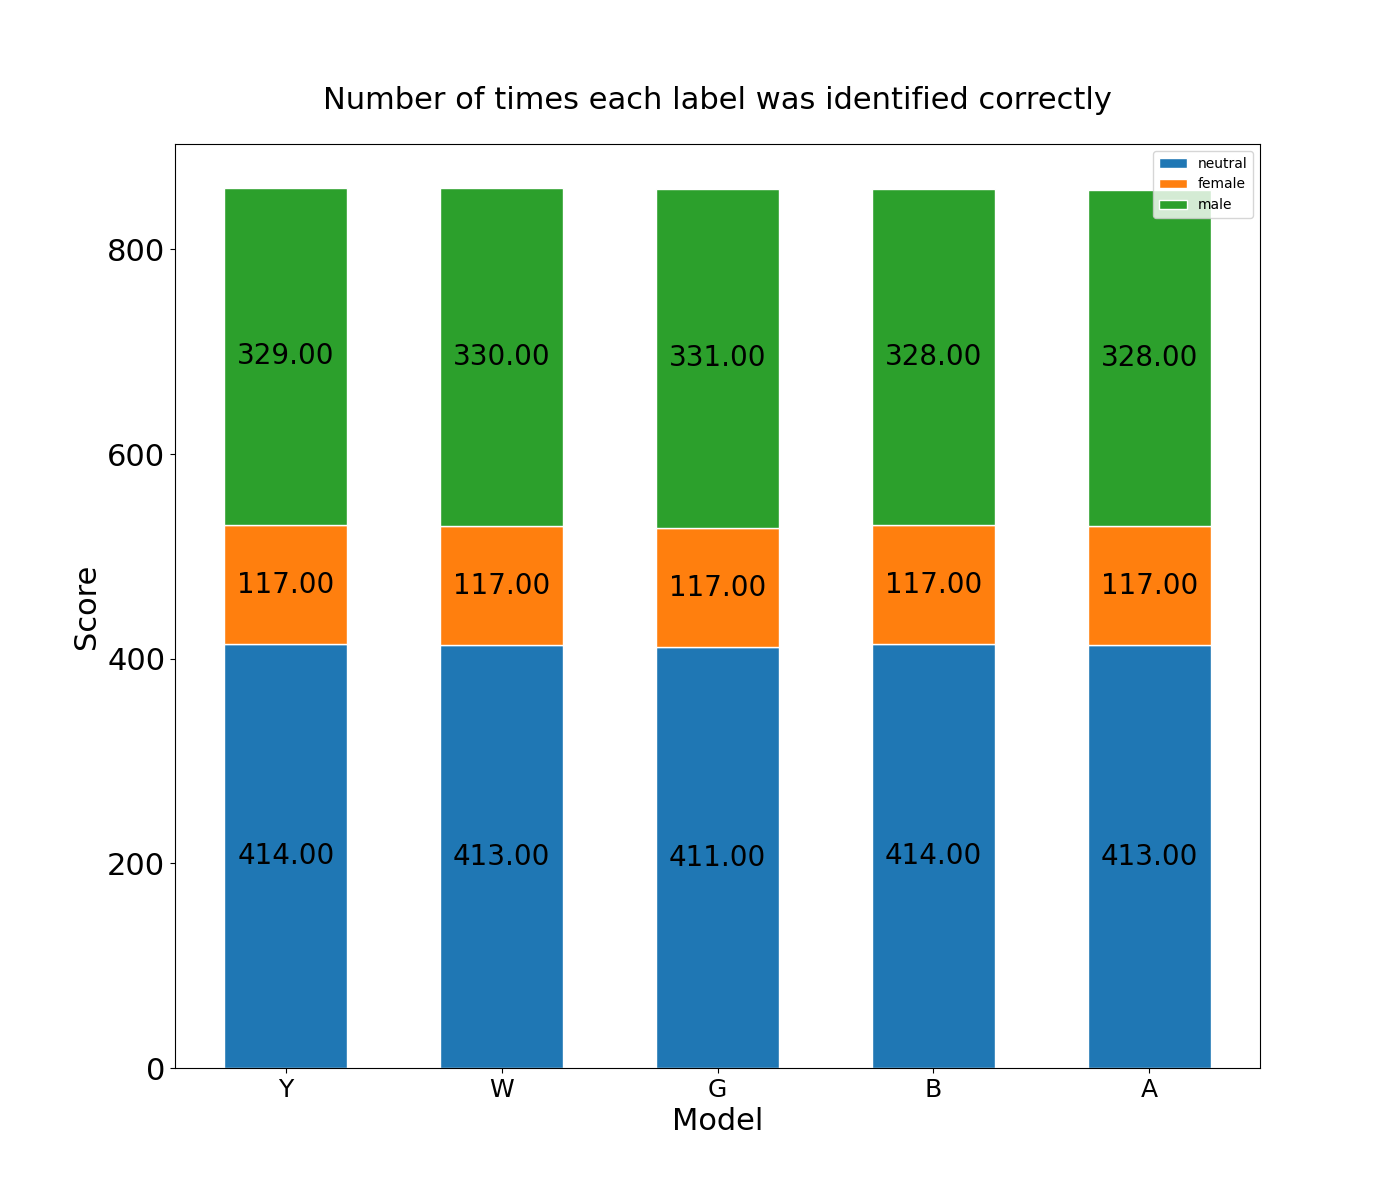 Number of times each label was identified correctly
neutral
female
male
800
600
400
200
0
Score
329.00 330.00 331.00 328.00 328.00
117.00 117.00 117.00 117.00 117.00
414.00 413.00 411.00 414.00 413.00
Y W G B A
Model